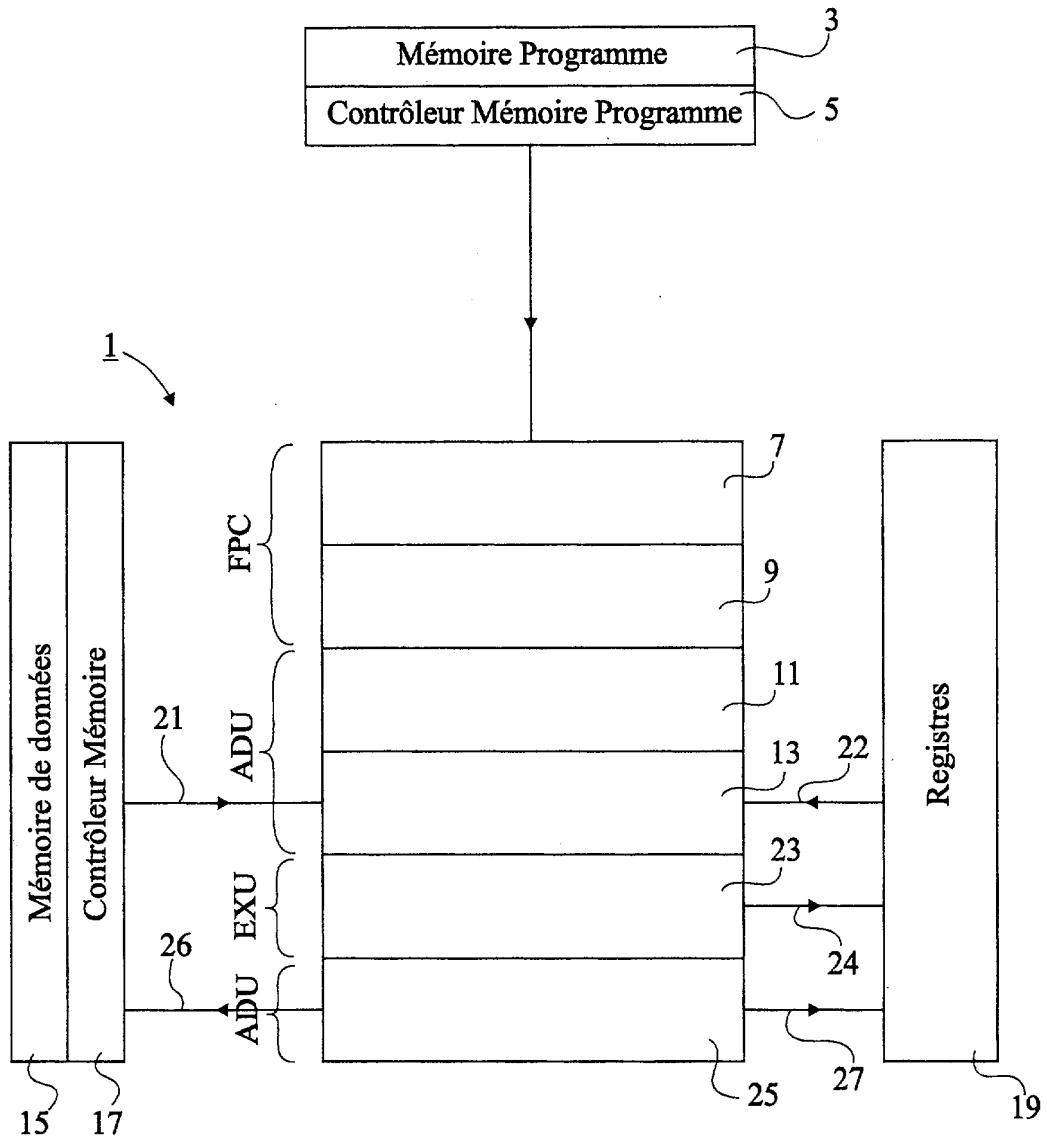 Mémoire Programme
3
Contrôleur Mémoire Programme
5
1
7
FPC
9
11
ADU
21
13
22
Mémoire de données
Contrôleur Mémoire
Registres
23
EXU
24
26
ADU
27
25
15
17
19